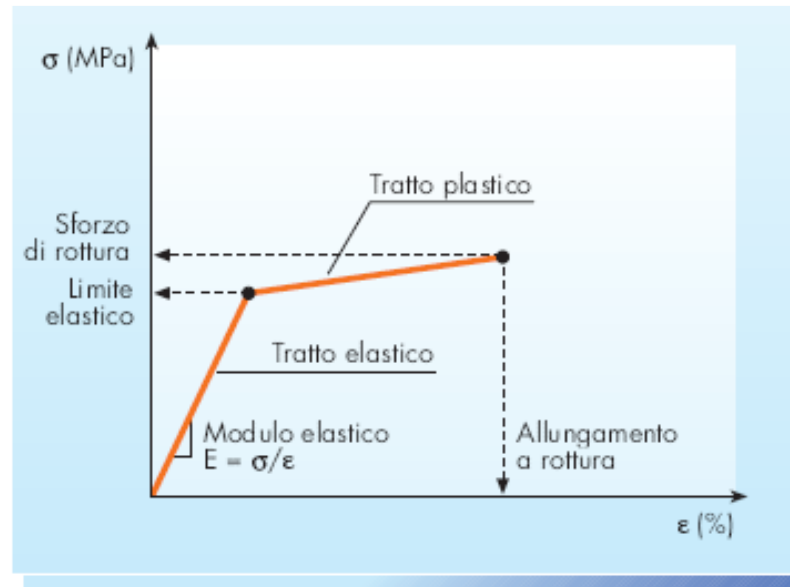 σ (MPa)
Tratto plastico
Sforzo
di rottura
Limite
elastico
Tratto elastico
Modulo elastico
E = σ/ε
Allungamento
a rottura
ε (%)